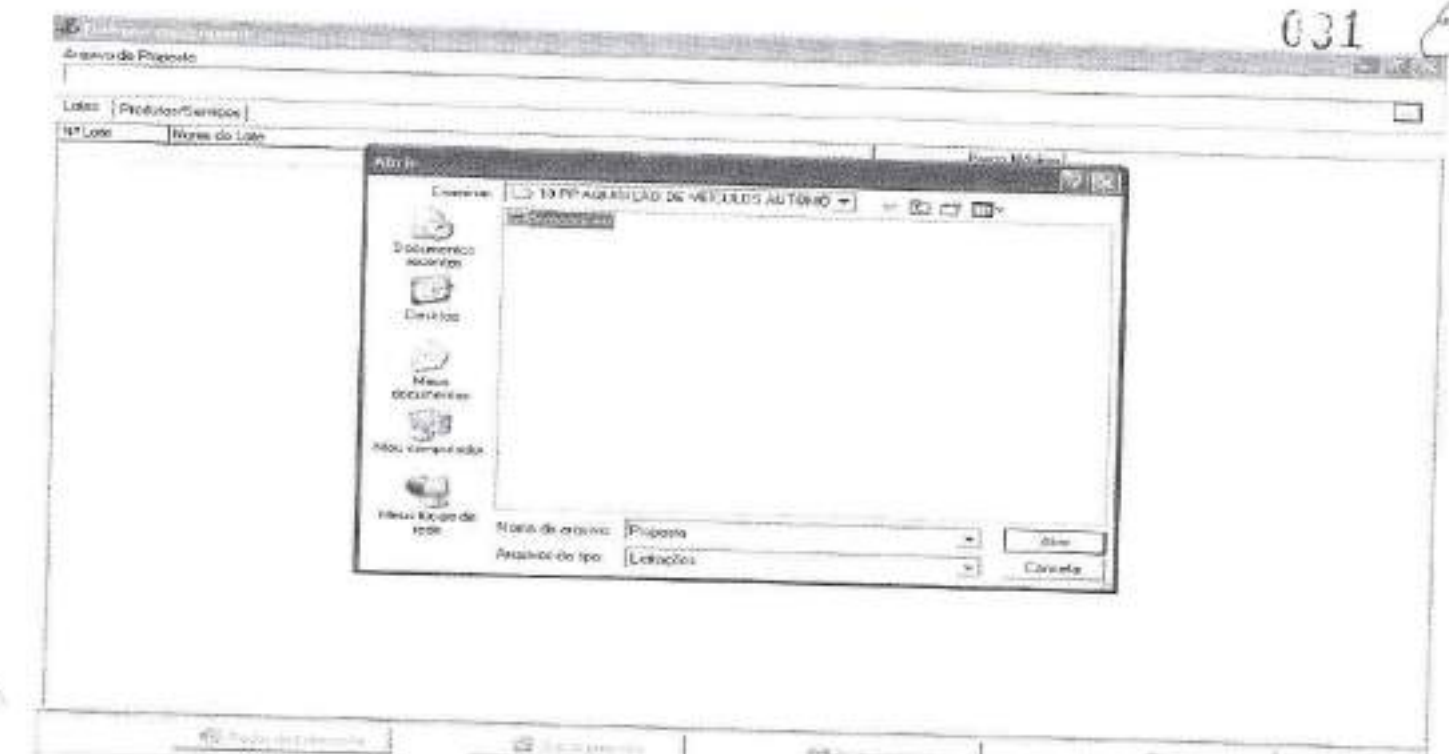 031
Arquivo de Proposta
Lotes Produtos/Serviços
Nº Lote Nome do Lote
Abrir
Examinar: 10 PP AQUISIÇÃO DE VEÍCULOS AUTOMO
Documentos
recentes
Desktop
Meus
documentos
Meu computador
Meus locais de
rede
Nome do arquivo: Proposta
Arquivos do tipo: Licitações
Abrir
Cancelar